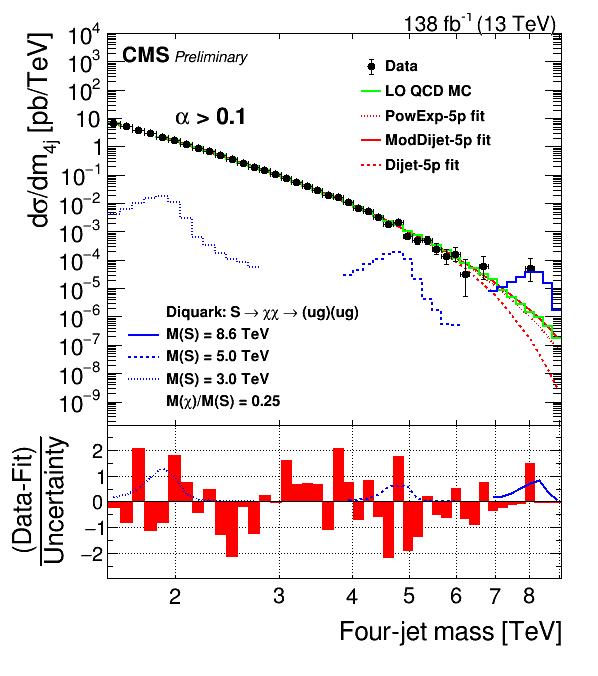 138 fb⁻¹ (13 TeV)
CMS Preliminary
α > 0.1
Data
LO QCD MC
PowExp-5p fit
ModDijet-5p fit
Dijet-5p fit
dσ/dm₄ⱼ [pb/TeV]
10⁴
10³
10²
10
1
10⁻¹
10⁻²
10⁻³
10⁻⁴
10⁻⁵
10⁻⁶
10⁻⁷
10⁻⁸
10⁻⁹
Diquark: S → χχ → (ug)(ug)
M(S) = 8.6 TeV
M(S) = 5.0 TeV
M(S) = 3.0 TeV
M(χ)/M(S) = 0.25
(Data-Fit)
Uncertainty
2
1
0
−1
−2
2 3 4 5 6 7 8
Four-jet mass [TeV]